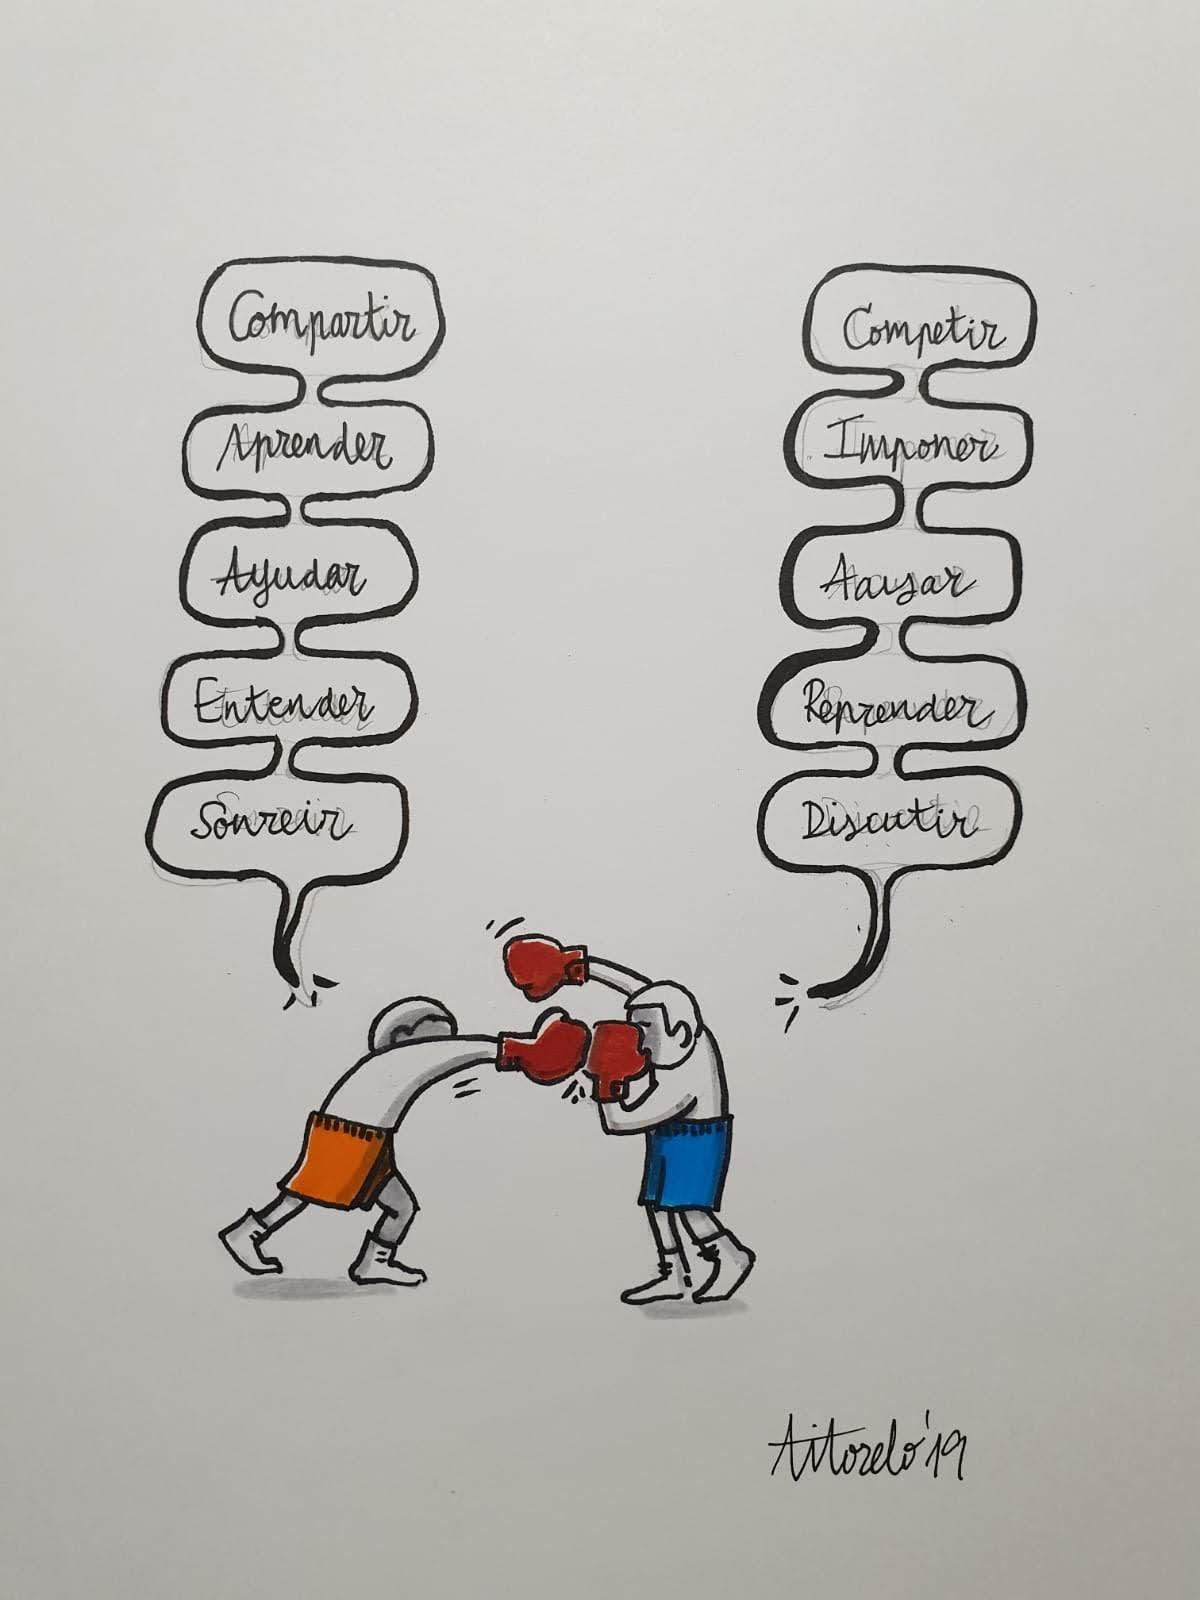 Compartir
Aprender
Ayudar
Entender
Sonreir
Competir
Imponer
Acusar
Reprender
Discutir
Aitorelo'19